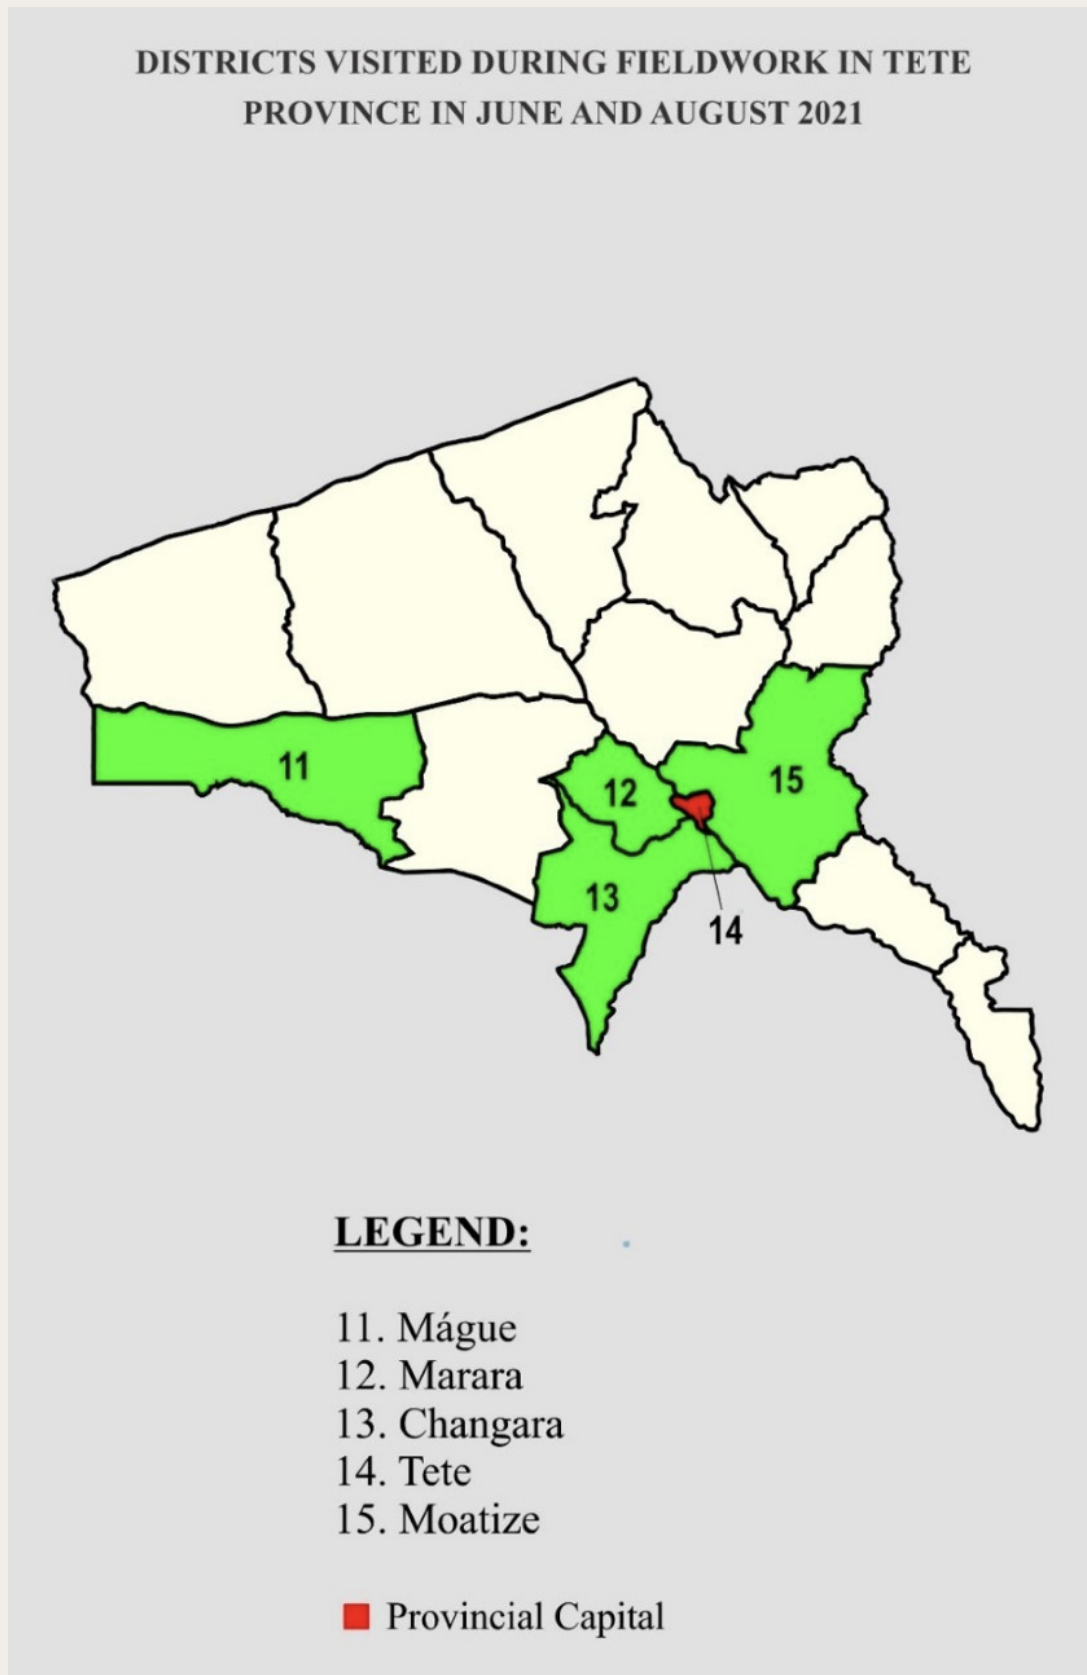 DISTRICTS VISITED DURING FIELDWORK IN TETE
PROVINCE IN JUNE AND AUGUST 2021
11
12
15
13
14
LEGEND:
11. Mágue
12. Marara
13. Changara
14. Tete
15. Moatize
Provincial Capital